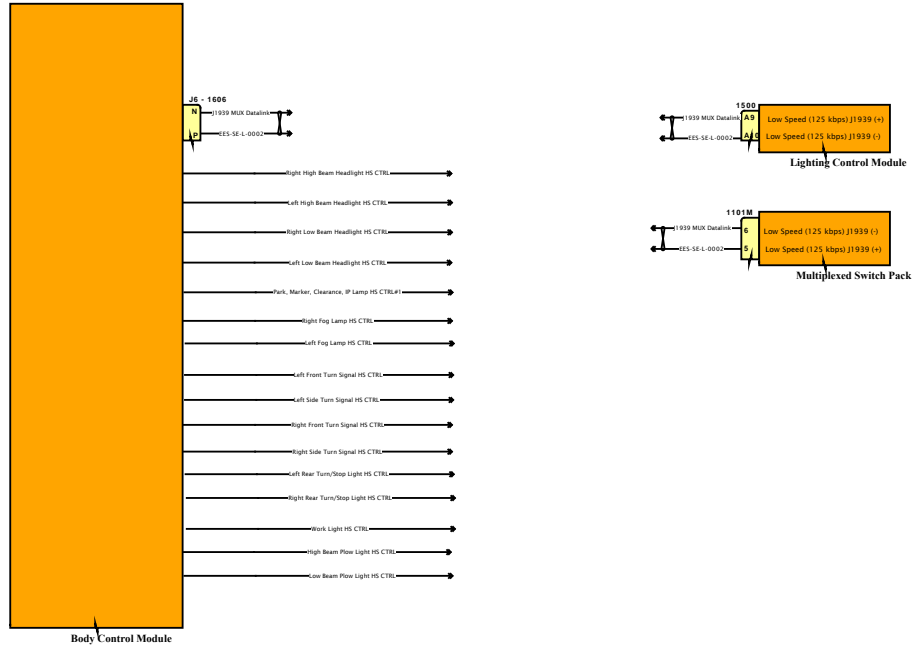 J6 - 1606
N
J1939 MUX Datalink
P
EES-SE-L-0002
Right High Beam Headlight HS CTRL
Left High Beam Headlight HS CTRL
Right Low Beam Headlight HS CTRL
Left Low Beam Headlight HS CTRL
Park, Marker, Clearance, IP Lamp HS CTRL#1
Right Fog Lamp HS CTRL
Left Fog Lamp HS CTRL
Left Front Turn Signal HS CTRL
Left Side Turn Signal HS CTRL
Right Front Turn Signal HS CTRL
Right Side Turn Signal HS CTRL
Left Rear Turn/Stop Light HS CTRL
Right Rear Turn/Stop Light HS CTRL
Work Light HS CTRL
High Beam Plow Light HS CTRL
Low Beam Plow Light HS CTRL
Body Control Module
1500
J1939 MUX Datalink
A9
Low Speed (125 kbps) J1939 (+)
EES-SE-L-0002
A10
Low Speed (125 kbps) J1939 (-)
Lighting Control Module
1101M
J1939 MUX Datalink
6
Low Speed (125 kbps) J1939 (-)
EES-SE-L-0002
5
Low Speed (125 kbps) J1939 (+)
Multiplexed Switch Pack